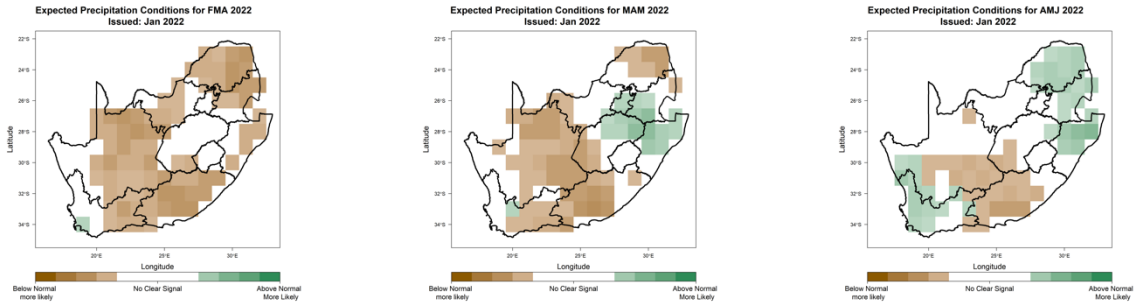 Expected Precipitation Conditions for FMA 2022
Issued: Jan 2022
22°S
24°S
26°S
28°S
30°S
32°S
34°S
Latitude
20°E
30°E
Longitude
Below Normal
more likely
No Clear Signal
Above Normal
More Likely
Expected Precipitation Conditions for MAM 2022
Issued: Jan 2022
22°S
24°S
26°S
28°S
30°S
32°S
34°S
Latitude
20°E
30°E
Longitude
Below Normal
more likely
No Clear Signal
Above Normal
More Likely
Expected Precipitation Conditions for AMJ 2022
Issued: Jan 2022
22°S
24°S
26°S
28°S
30°S
32°S
34°S
Latitude
20°E
30°E
Longitude
Below Normal
more likely
No Clear Signal
Above Normal
More Likely